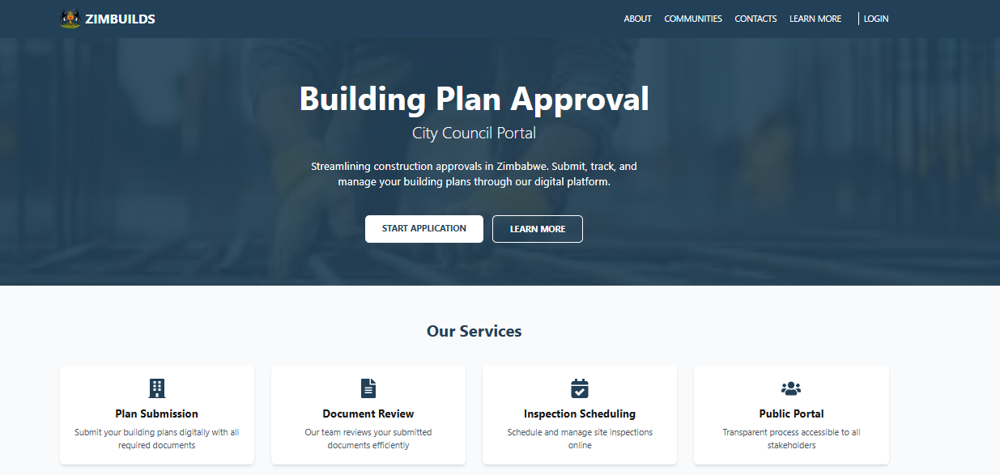 ZIMBUILDS
ABOUT COMMUNITIES CONTACTS LEARN MORE LOGIN
Building Plan Approval
City Council Portal
Streamlining construction approvals in Zimbabwe. Submit, track, and
manage your building plans through our digital platform.
START APPLICATION LEARN MORE
Our Services
Plan Submission
Submit your building plans digitally with all
required documents
Document Review
Our team reviews your submitted
documents efficiently
Inspection Scheduling
Schedule and manage site inspections
online
Public Portal
Transparent process accessible to all
stakeholders